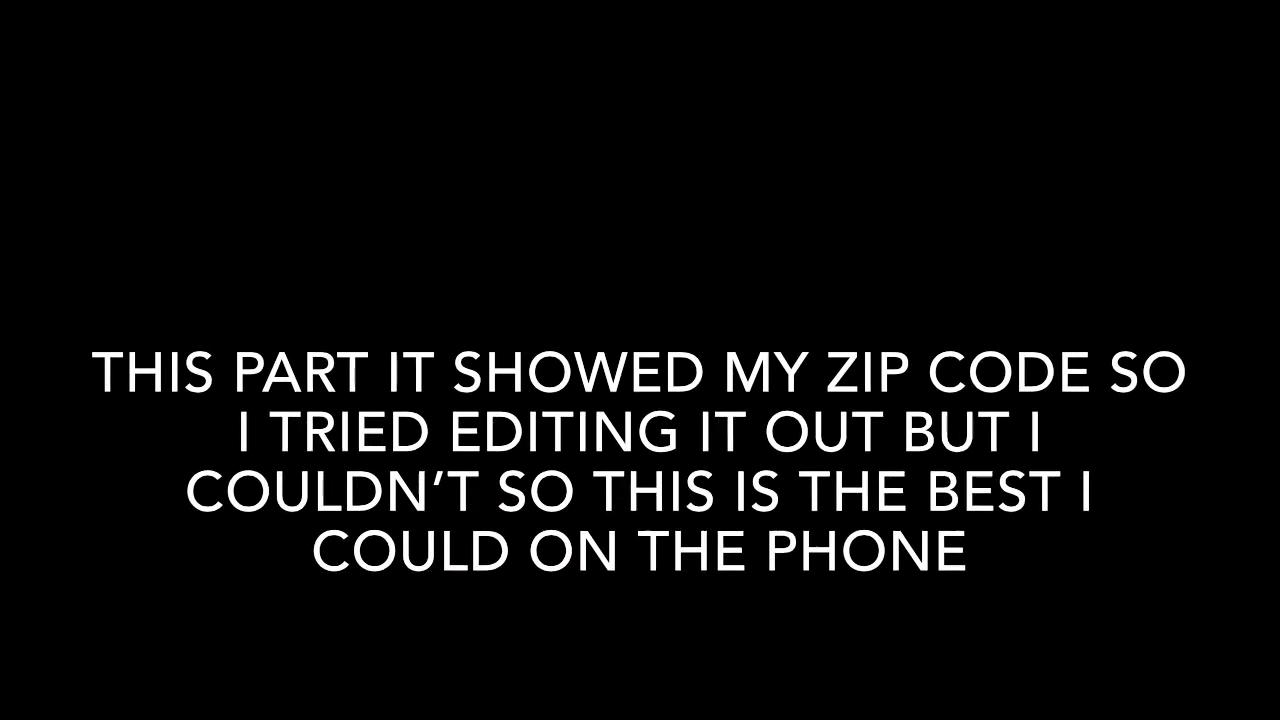 THIS PART IT SHOWED MY ZIP CODE SO
I TRIED EDITING IT OUT BUT I
COULDN’T SO THIS IS THE BEST I
COULD ON THE PHONE